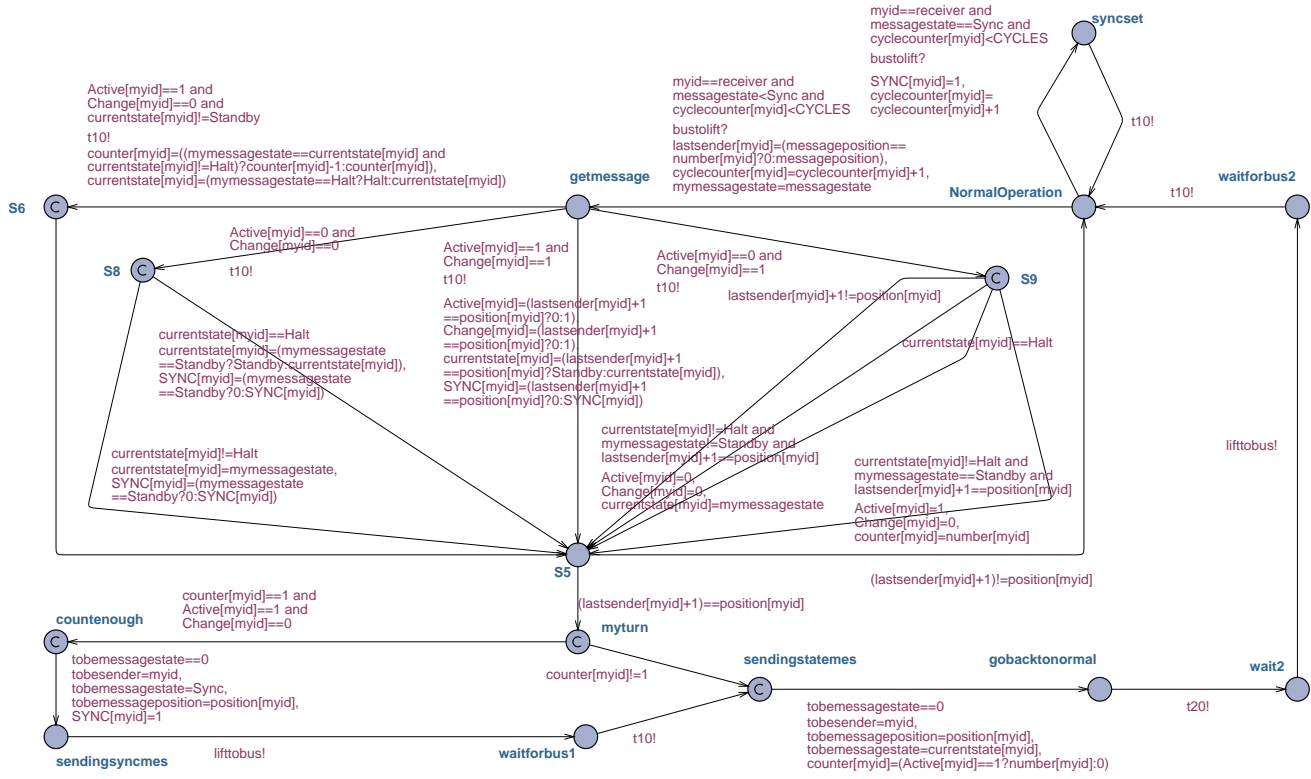 myid==receiver and
messagestate==Sync and
cyclecounter[myid]<CYCLES
bustolift?
SYNC[myid]=1,
cyclecounter[myid]=
cyclecounter[myid]+1
syncset
t10!
Active[myid]==1 and
Change[myid]==0 and
currentstate[myid]!=Standby
t10!
counter[myid]=((mymessagestate==currentstate[myid] and
currentstate[myid]!=Halt)?counter[myid]-1:counter[myid]),
currentstate[myid]=(mymessagestate==Halt?Halt:currentstate[myid])
myid==receiver and
messagestate<Sync and
cyclecounter[myid]<CYCLES
bustolift?
lastsender[myid]=(messageposition==
number[myid]?0:messageposition),
cyclecounter[myid]=cyclecounter[myid]+1,
mymessagestate=messagestate
getmessage
NormalOperation
t10!
waitforbus2
S6
C
Active[myid]==0 and
Change[myid]==0
t10!
S8
C
Active[myid]==1 and
Change[myid]==1
t10!
Active[myid]=(lastsender[myid]+1
==position[myid]?0:1),
Change[myid]=(lastsender[myid]+1
==position[myid]?0:1),
currentstate[myid]=(lastsender[myid]+1
==position[myid]?Standby:currentstate[myid]),
SYNC[myid]=(lastsender[myid]+1
==position[myid]?0:SYNC[myid])
Active[myid]==0 and
Change[myid]==1
t10!
C
S9
lastsender[myid]+1!=position[myid]
currentstate[myid]==Halt
currentstate[myid]==Halt
currentstate[myid]=(mymessagestate
==Standby?Standby:currentstate[myid]),
SYNC[myid]=(mymessagestate
==Standby?0:SYNC[myid])
currentstate[myid]!=Halt
currentstate[myid]=mymessagestate,
SYNC[myid]=(mymessagestate
==Standby?0:SYNC[myid])
currentstate[myid]!=Halt and
mymessagestate!=Standby and
lastsender[myid]+1==position[myid]
Active[myid]=0,
Change[myid]=0,
currentstate[myid]=mymessagestate
currentstate[myid]!=Halt and
mymessagestate==Standby and
lastsender[myid]+1==position[myid]
Active[myid]=1,
Change[myid]=0,
counter[myid]=number[myid]
lifttobus!
S5
(lastsender[myid]+1)!=position[myid]
(lastsender[myid]+1)==position[myid]
counter[myid]==1 and
Active[myid]==1 and
Change[myid]==0
countenough
C
C
myturn
counter[myid]!=1
tobemessagestate==0
tobesender=myid,
tobemessagestate=Sync,
tobemessageposition=position[myid],
SYNC[myid]=1
sendingsyncmes
lifttobus!
waitforbus1
t10!
sendingstatemes
C
tobemessagestate==0
tobesender=myid,
tobemessageposition=position[myid],
tobemessagestate=currentstate[myid],
counter[myid]=(Active[myid]==1?number[myid]:0)
gobacktonormal
t20!
wait2